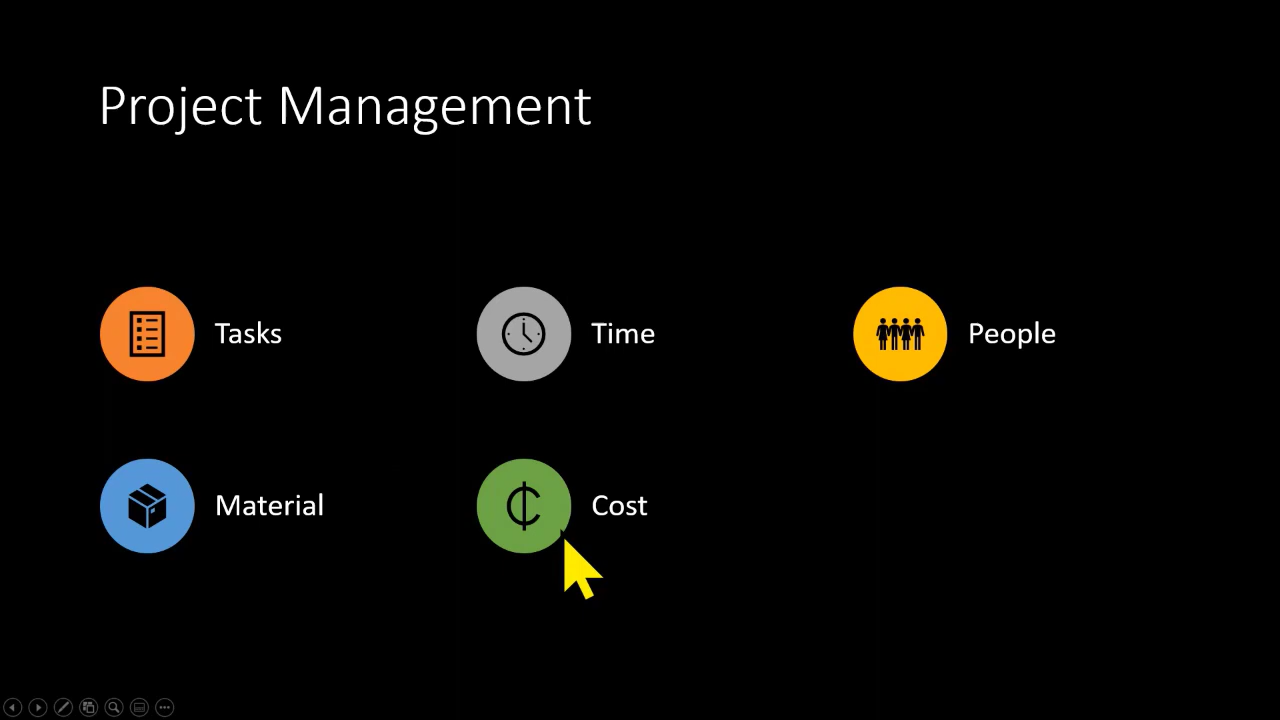 Project Management
Tasks
Time
People
Material
Cost